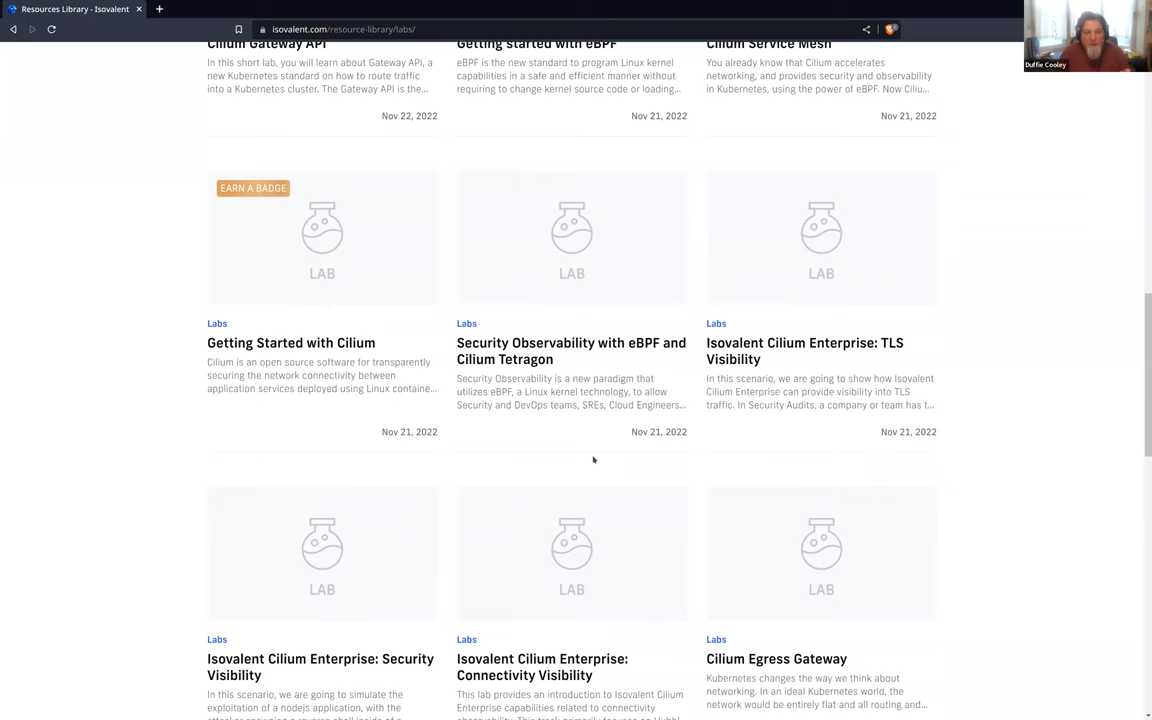 Resources Library - Isovalent
isovalent.com/resource-library/labs/
Duffie Cooley
Cilium Gateway API
In this short lab, you will learn about Gateway API, a
new Kubernetes standard on how to route traffic
into a Kubernetes cluster. The Gateway API is the...
Nov 22, 2022
Getting started with eBPF
eBPF is the new standard to program Linux kernel
capabilities in a safe and efficient manner without
requiring to change kernel source code or loading...
Nov 21, 2022
Cilium Service Mesh
You already know that Cilium accelerates
networking, and provides security and observability
in Kubernetes, using the power of eBPF. Now Ciliu...
Nov 21, 2022
EARN A BADGE
LAB
Labs
Getting Started with Cilium
Cilium is an open source software for transparently
securing the network connectivity between
application services deployed using Linux containe...
Nov 21, 2022
LAB
Labs
Security Observability with eBPF and
Cilium Tetragon
Security Observability is a new paradigm that
utilizes eBPF, a Linux kernel technology, to allow
Security and DevOps teams, SREs, Cloud Engineers...
Nov 21, 2022
LAB
Labs
Isovalent Cilium Enterprise: TLS
Visibility
In this scenario, we are going to show how Isovalent
Cilium Enterprise can provide visibility into TLS
traffic. In Security Audits, a company or team has t...
Nov 21, 2022
LAB
Labs
Isovalent Cilium Enterprise: Security
Visibility
In this scenario, we are going to simulate the
exploitation of a nodejs application, with the
LAB
Labs
Isovalent Cilium Enterprise:
Connectivity Visibility
This lab provides an introduction to Isovalent Cilium
Enterprise capabilities related to connectivity
LAB
Labs
Cilium Egress Gateway
Kubernetes changes the way we think about
networking. In an ideal Kubernetes world, the
network would be entirely flat and all routing and...